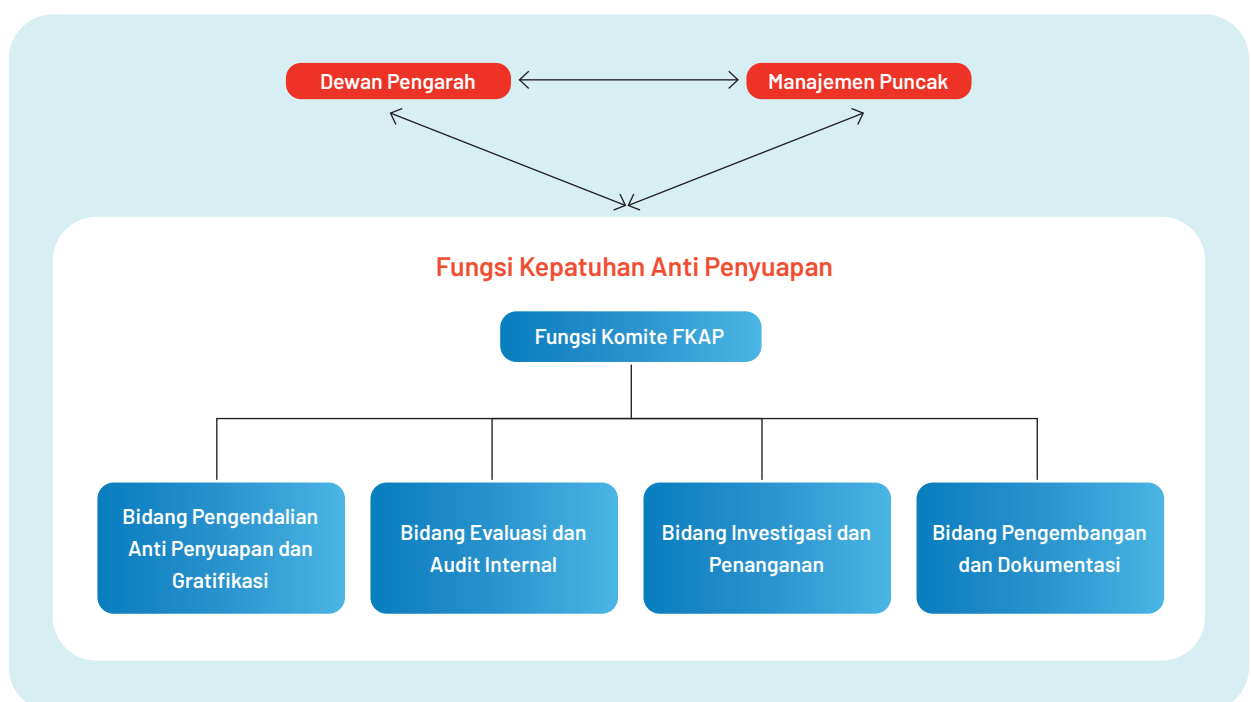 Dewan Pengarah
Manajemen Puncak
Fungsi Kepatuhan Anti Penyuapan
Fungsi Komite FKAP
Bidang Pengendalian
Anti Penyuapan dan
Gratifikasi
Bidang Evaluasi dan
Audit Internal
Bidang Investigasi dan
Penanganan
Bidang Pengembangan
dan Dokumentasi